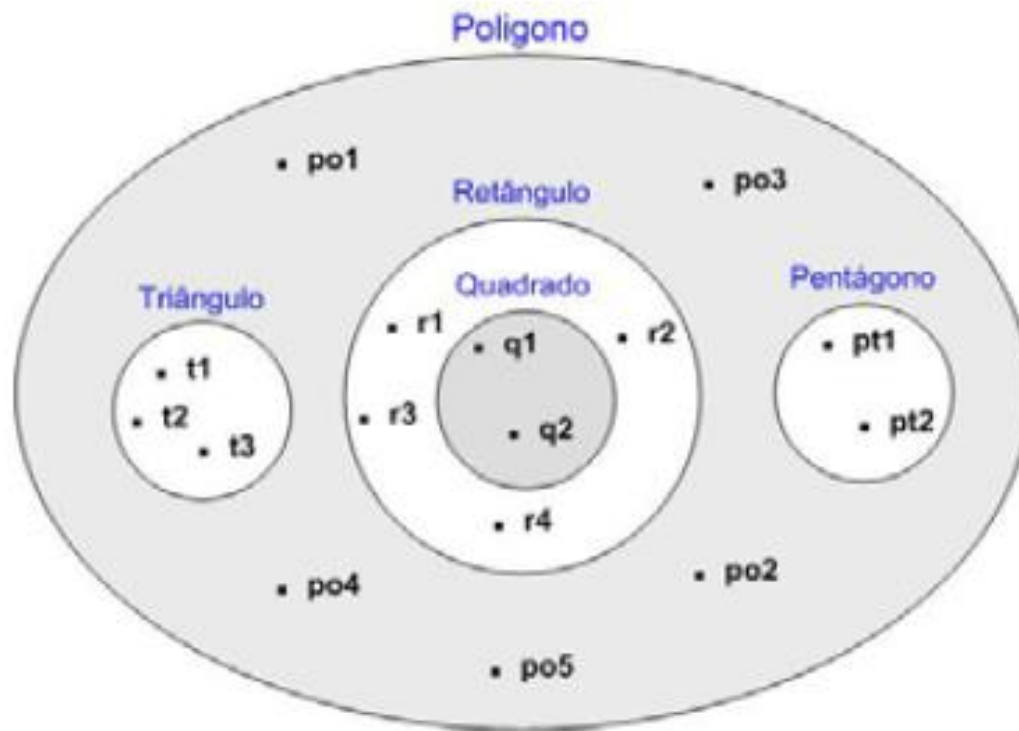 Poligono
po1
po3
Retângulo
Triângulo
Quadrado
Pentágono
r1
q1
r2
pt1
t1
t2
r3
q2
pt2
t3
r4
po4
po2
po5